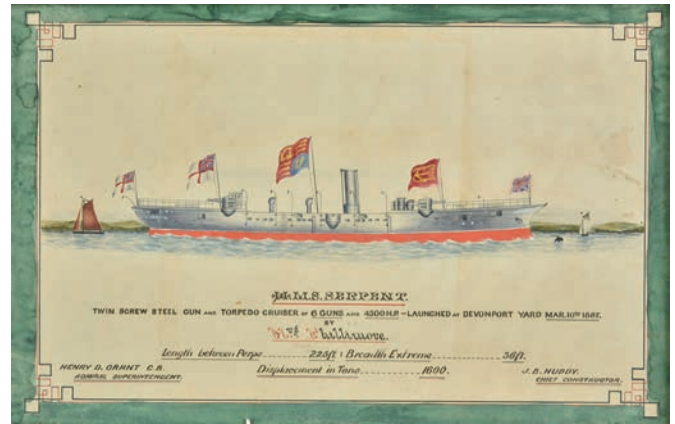 H.M.S. SERPENT.
TWIN SCREW STEEL GUN AND TORPEDO CRUISER OF 6 GUNS AND 4300 H.P. – LAUNCHED AT DEVONPORT YARD MAR. 10TH 1887.
BY
Length between Perps 225ft : Breadth Extreme 36ft.
Displacement in Tons 1600.
HENRY D. GRANT C.B.
ADMIRAL SUPERINTENDENT.
J. B. HUDDY.
CHIEF CONSTRUCTOR.